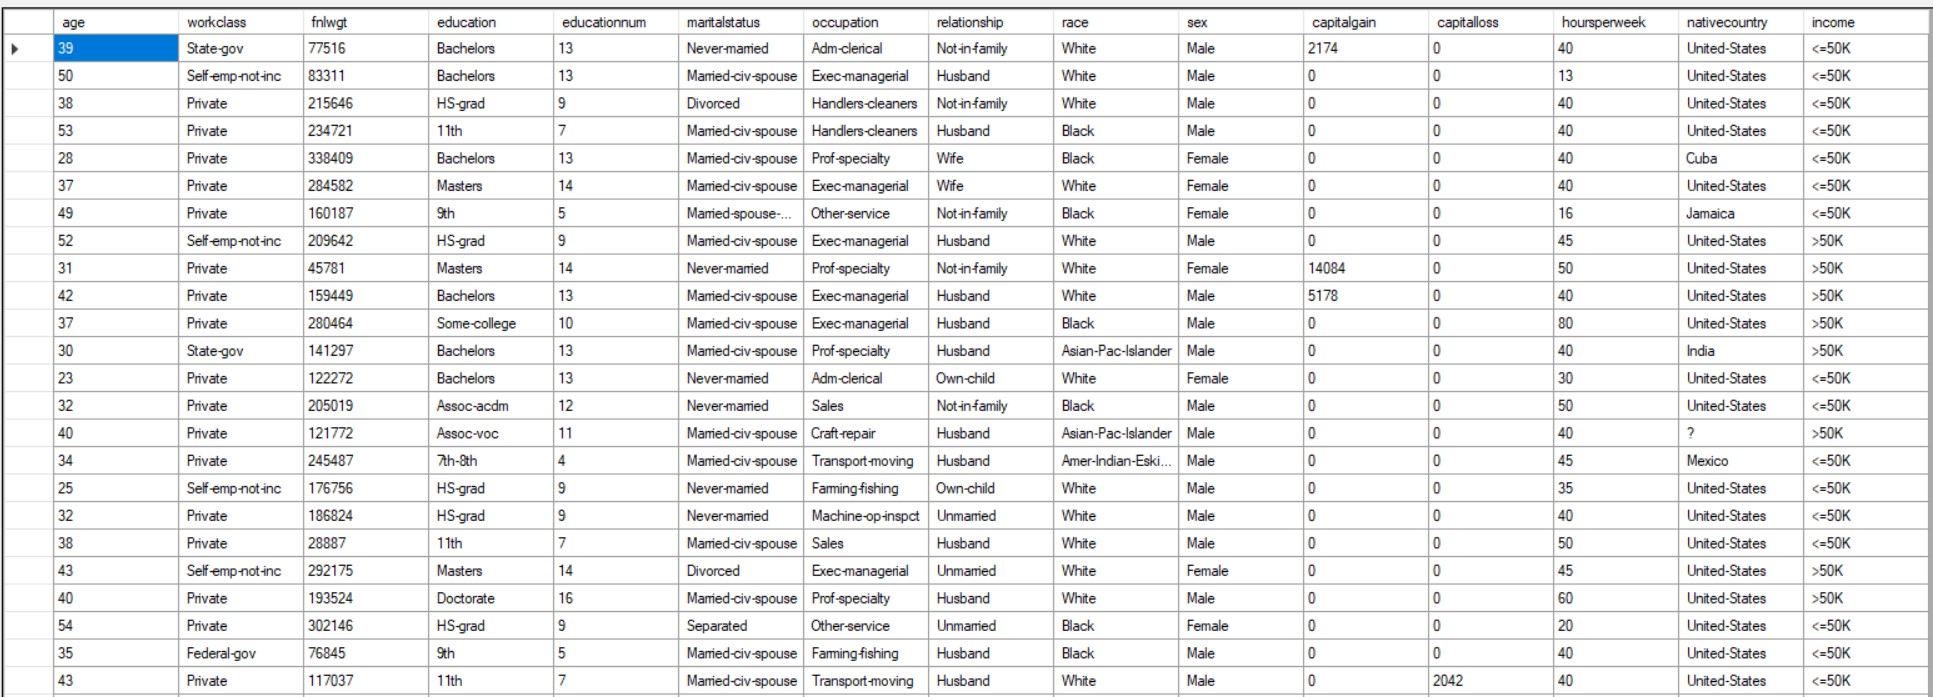 age workclass fnlwgt education educationnum maritalstatus occupation relationship race sex capitalgain capitalloss hoursperweek nativecountry income
39 State-gov 77516 Bachelors 13 Never-married Adm-clerical Not-in-family White Male 2174 0 40 United-States <=50K
50 Self-emp-not-inc 83311 Bachelors 13 Married-civ-spouse Exec-managerial Husband White Male 0 0 13 United-States <=50K
38 Private 215646 HS-grad 9 Divorced Handlers-cleaners Not-in-family White Male 0 0 40 United-States <=50K
53 Private 234721 11th 7 Married-civ-spouse Handlers-cleaners Husband Black Male 0 0 40 United-States <=50K
28 Private 338409 Bachelors 13 Married-civ-spouse Prof-specialty Wife Black Female 0 0 40 Cuba <=50K
37 Private 284582 Masters 14 Married-civ-spouse Exec-managerial Wife White Female 0 0 40 United-States <=50K
49 Private 160187 9th 5 Married-spouse-... Other-service Not-in-family Black Female 0 0 16 Jamaica <=50K
52 Self-emp-not-inc 209642 HS-grad 9 Married-civ-spouse Exec-managerial Husband White Male 0 0 45 United-States >50K
31 Private 45781 Masters 14 Never-married Prof-specialty Not-in-family White Female 14084 0 50 United-States >50K
42 Private 159449 Bachelors 13 Married-civ-spouse Exec-managerial Husband White Male 5178 0 40 United-States >50K
37 Private 280464 Some-college 10 Married-civ-spouse Exec-managerial Husband Black Male 0 0 80 United-States >50K
30 State-gov 141297 Bachelors 13 Married-civ-spouse Prof-specialty Husband Asian-Pac-Islander Male 0 0 40 India >50K
23 Private 122272 Bachelors 13 Never-married Adm-clerical Own-child White Female 0 0 30 United-States <=50K
32 Private 205019 Assoc-acdm 12 Never-married Sales Not-in-family Black Male 0 0 50 United-States <=50K
40 Private 121772 Assoc-voc 11 Married-civ-spouse Craft-repair Husband Asian-Pac-Islander Male 0 0 40 ? >50K
34 Private 245487 7th-8th 4 Married-civ-spouse Transport-moving Husband Amer-Indian-Eski... Male 0 0 45 Mexico <=50K
25 Self-emp-not-inc 176756 HS-grad 9 Never-married Farming-fishing Own-child White Male 0 0 35 United-States <=50K
32 Private 186824 HS-grad 9 Never-married Machine-op-inspct Unmarried White Male 0 0 40 United-States <=50K
38 Private 28887 11th 7 Married-civ-spouse Sales Husband White Male 0 0 50 United-States <=50K
43 Self-emp-not-inc 292175 Masters 14 Divorced Exec-managerial Unmarried White Female 0 0 45 United-States >50K
40 Private 193524 Doctorate 16 Married-civ-spouse Prof-specialty Husband White Male 0 0 60 United-States >50K
54 Private 302146 HS-grad 9 Separated Other-service Unmarried Black Female 0 0 20 United-States <=50K
35 Federal-gov 76845 9th 5 Married-civ-spouse Farming-fishing Husband Black Male 0 0 40 United-States <=50K
43 Private 117037 11th 7 Married-civ-spouse Transport-moving Husband White Male 0 2042 40 United-States <=50K